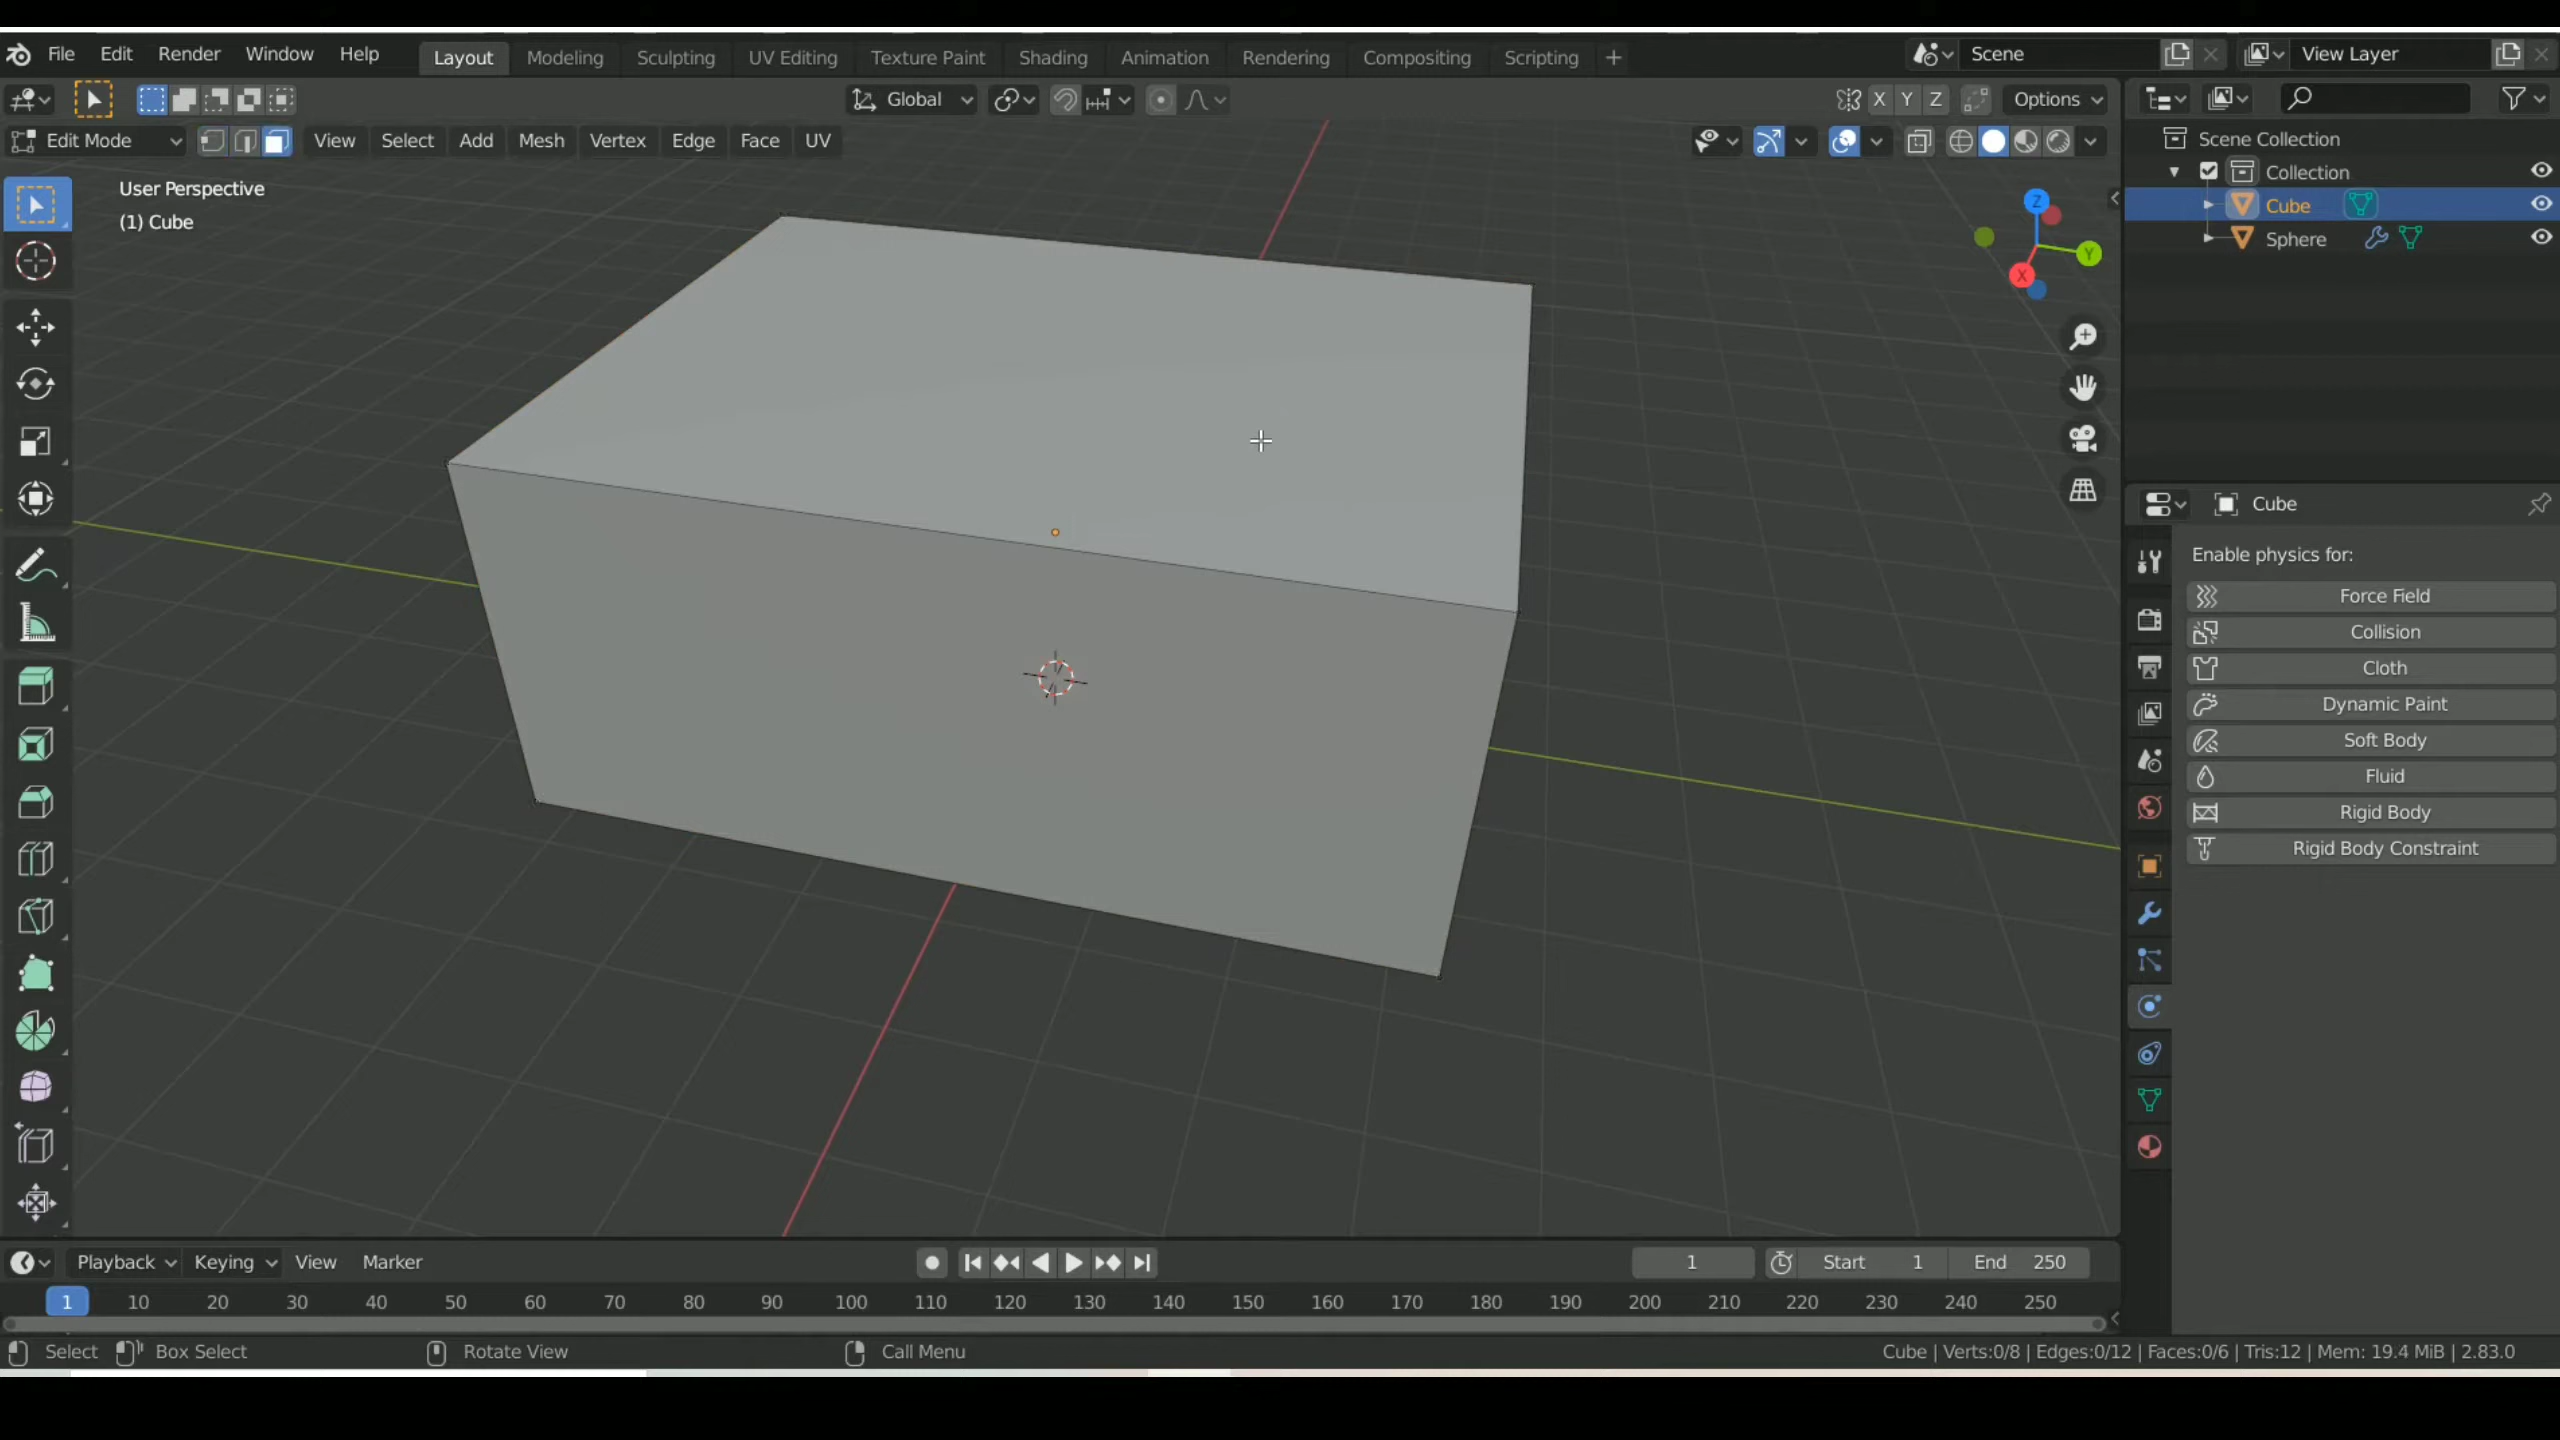 File Edit Render Window Help Layout Modeling Sculpting UV Editing Texture Paint Shading Animation Rendering Compositing Scripting + Scene View Layer
Global X Y Z Options
Edit Mode View Select Add Mesh Vertex Edge Face UV
User Perspective
(1) Cube
Z
Y
X
Scene Collection
Collection
Cube
Sphere
Cube
Enable physics for:
Force Field
Collision
Cloth
Dynamic Paint
Soft Body
Fluid
Rigid Body
Rigid Body Constraint
Playback Keying View Marker 1 Start 1 End 250
1 10 20 30 40 50 60 70 80 90 100 110 120 130 140 150 160 170 180 190 200 210 220 230 240 250
Select Box Select Rotate View Call Menu Cube | Verts:0/8 | Edges:0/12 | Faces:0/6 | Tris:12 | Mem: 19.4 MiB | 2.83.0